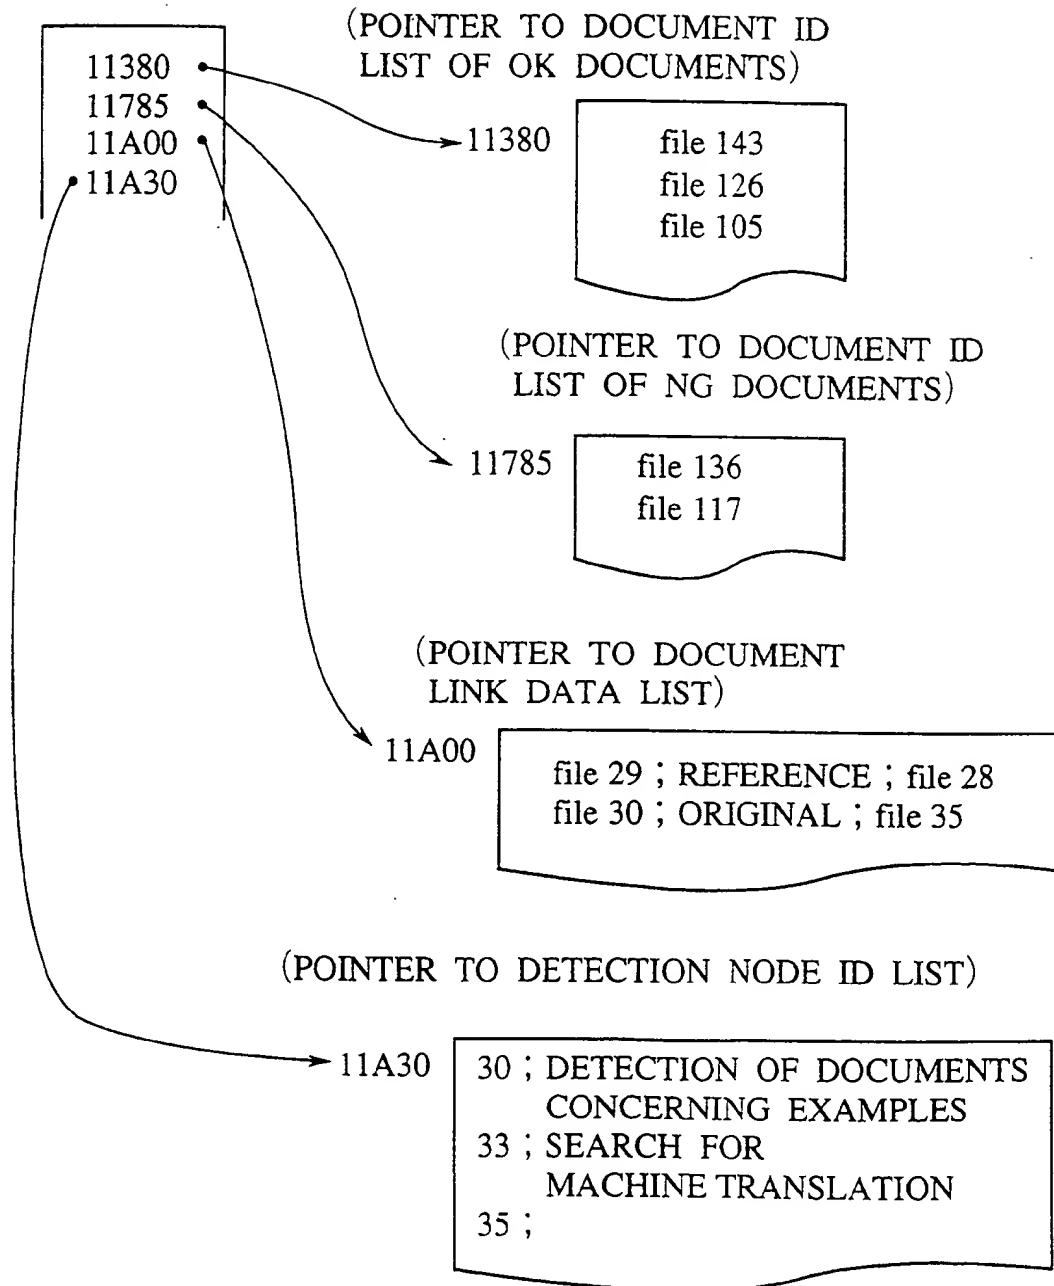 11380
11785
11A00
11A30
(POINTER TO DOCUMENT ID
LIST OF OK DOCUMENTS)
11380
file 143
file 126
file 105
(POINTER TO DOCUMENT ID
LIST OF NG DOCUMENTS)
11785
file 136
file 117
(POINTER TO DOCUMENT
LINK DATA LIST)
11A00
file 29 ; REFERENCE ; file 28
file 30 ; ORIGINAL ; file 35
(POINTER TO DETECTION NODE ID LIST)
11A30
30 ; DETECTION OF DOCUMENTS
CONCERNING EXAMPLES
33 ; SEARCH FOR
MACHINE TRANSLATION
35 ;